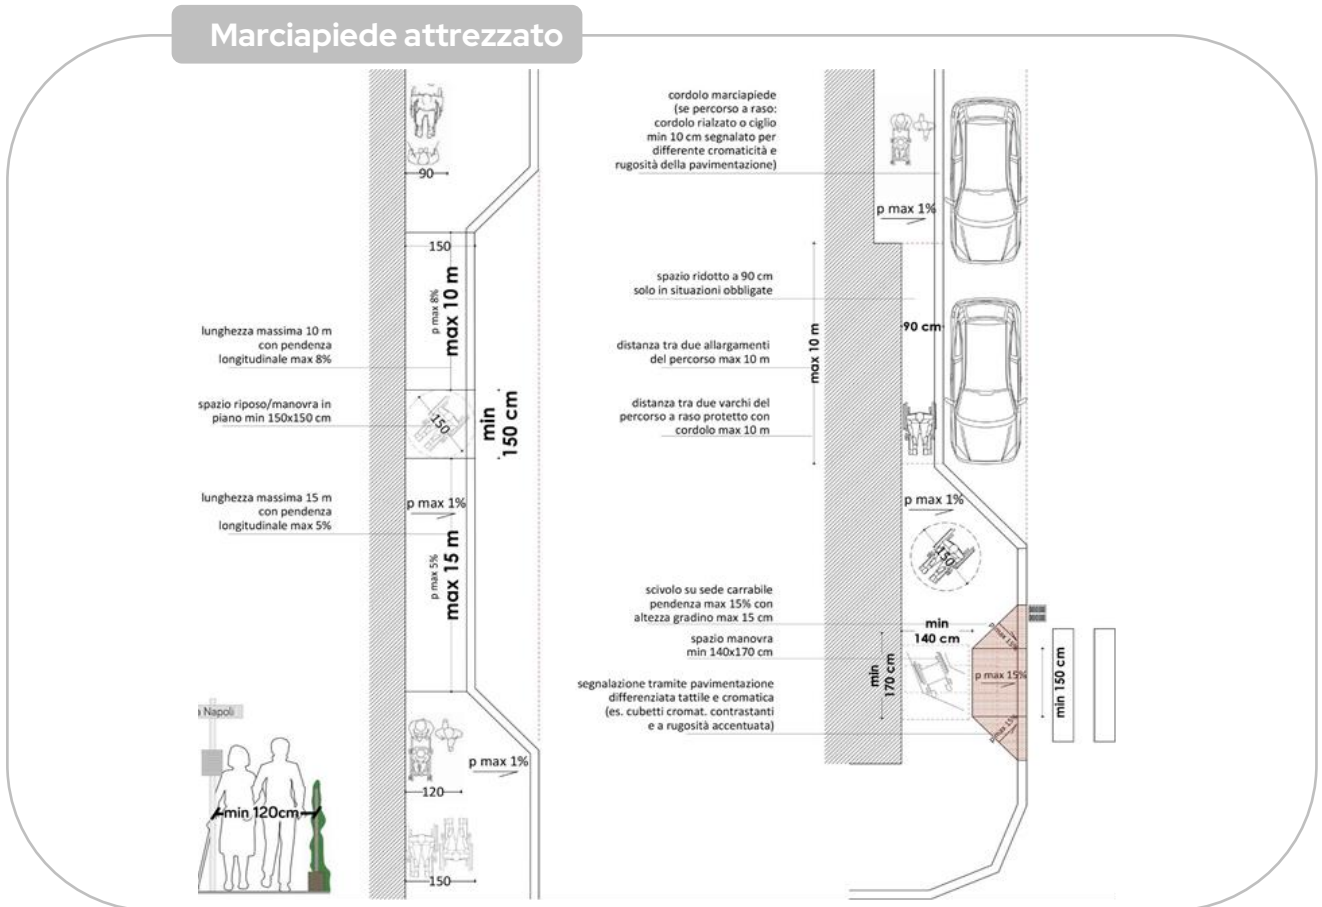 Marciapiede attrezzato
90
150
p max 8%
max 10 m
lunghezza massima 10 m
con pendenza
longitudinale max 8%
spazio riposo/manovra in
piano min 150x150 cm
150
min
150 cm
lunghezza massima 15 m
con pendenza
longitudinale max 5%
p max 1%
p max 5%
max 15 m
p max 1%
120
150
Napoli
min 120cm
cordolo marciapiede
(se percorso a raso:
cordolo rialzato o ciglio
min 10 cm segnalato per
differente cromaticità e
rugosità della pavimentazione)
p max 1%
spazio ridotto a 90 cm
solo in situazioni obbligate
90 cm
max 10 m
distanza tra due allargamenti
del percorso max 10 m
distanza tra due varchi del
percorso a raso protetto con
cordolo max 10 m
p max 1%
150
scivolo su sede carrabile
pendenza max 15% con
altezza gradino max 15 cm
min
140 cm
p max 15%
spazio manovra
min 140x170 cm
min
170 cm
p max 15%
min 150 cm
segnalazione tramite pavimentazione
differenziata tattile e cromatica
(es. cubetti cromat. contrastanti
e a rugosità accentuata)
p max 15%